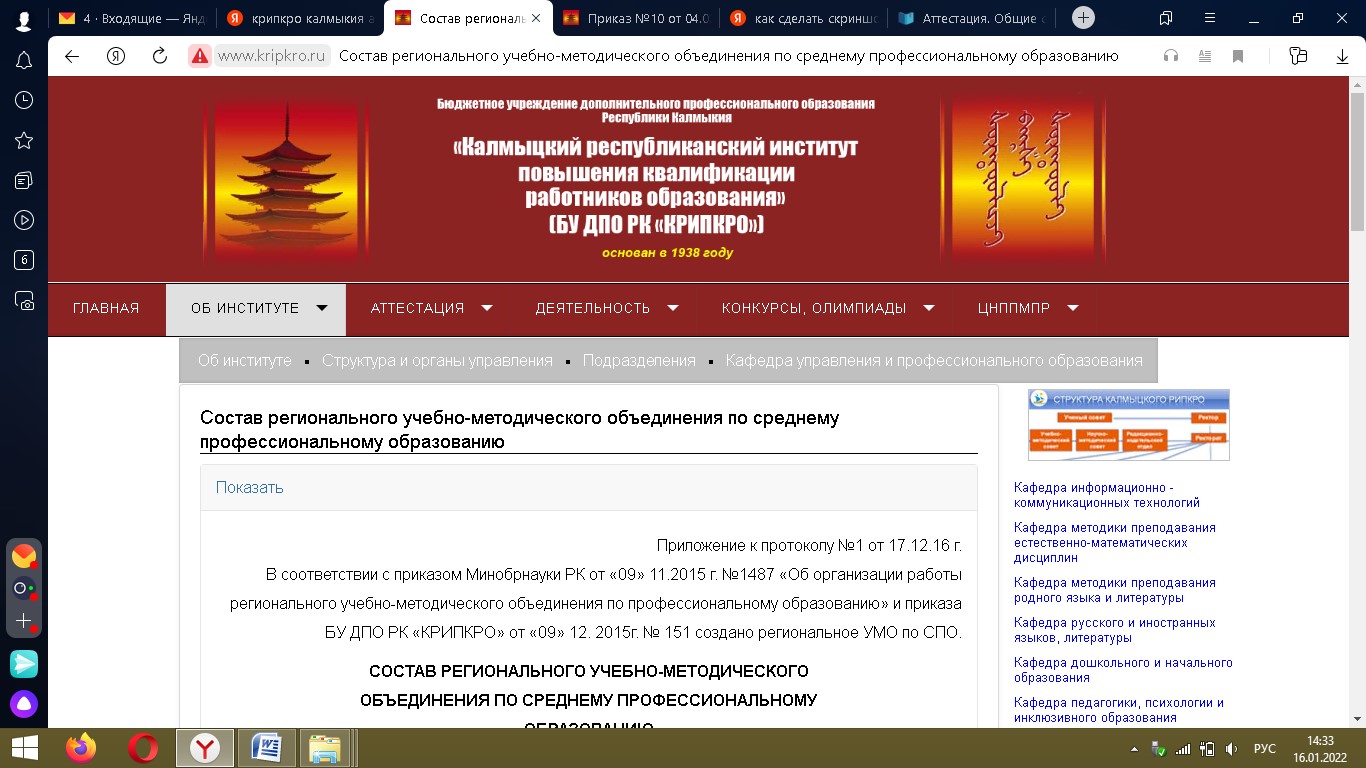 4 · Входящие — Янд
крипкро калмыкия а
Состав региональ
Приказ №10 от 04.0
как сделать скриншо
Аттестация. Общие с
www.kripkro.ru
Состав регионального учебно-методического объединения по среднему профессиональному образованию
Бюджетное учреждение дополнительного профессионального образования
Республики Калмыкия
«Калмыцкий республиканский институт
повышения квалификации
работников образования»
(БУ ДПО РК «КРИПКРО»)
основан в 1938 году
ГЛАВНАЯ
ОБ ИНСТИТУТЕ
АТТЕСТАЦИЯ
ДЕЯТЕЛЬНОСТЬ
КОНКУРСЫ, ОЛИМПИАДЫ
ЦНППМПР
Об институте ▪ Структура и органы управления ▪ Подразделения ▪ Кафедра управления и профессионального образования
Состав регионального учебно-методического объединения по среднему
профессиональному образованию
Показать
Приложение к протоколу №1 от 17.12.16 г.
В соответствии с приказом Минобрнауки РК от «09» 11.2015 г. №1487 «Об организации работы
регионального учебно-методического объединения по профессиональному образованию» и приказа
БУ ДПО РК «КРИПКРО» от «09» 12. 2015г. № 151 создано региональное УМО по СПО.
СОСТАВ РЕГИОНАЛЬНОГО УЧЕБНО-МЕТОДИЧЕСКОГО
ОБЪЕДИНЕНИЯ ПО СРЕДНЕМУ ПРОФЕССИОНАЛЬНОМУ
ОБРАЗОВАНИЮ
СТРУКТУРА КАЛМЫЦКОГО РИПКРО
Ученый совет
Ректор
Учебно-методический совет
Научно-методический совет
Редакционно-издательский отдел
Ректорат
Кафедра информационно -
коммуникационных технологий
Кафедра методики преподавания
естественно-математических
дисциплин
Кафедра методики преподавания
родного языка и литературы
Кафедра русского и иностранных
языков, литературы
Кафедра дошкольного и начального
образования
Кафедра педагогики, психологии и
инклюзивного образования
6
РУС
14:33
16.01.2022